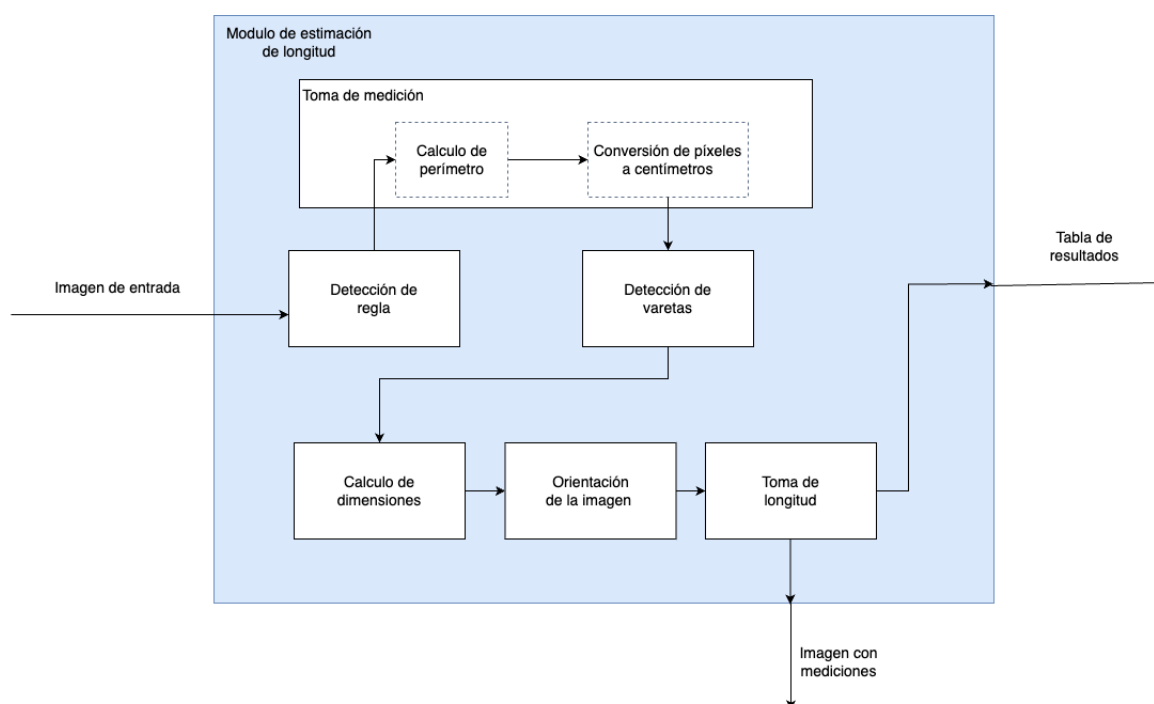 Modulo de estimación
de longitud
Toma de medición
Calculo de
perímetro
Conversión de píxeles
a centímetros
Tabla de
resultados
Imagen de entrada
Detección de
regla
Detección de
varetas
Calculo de
dimensiones
Orientación
de la imagen
Toma de
longitud
Imagen con
mediciones